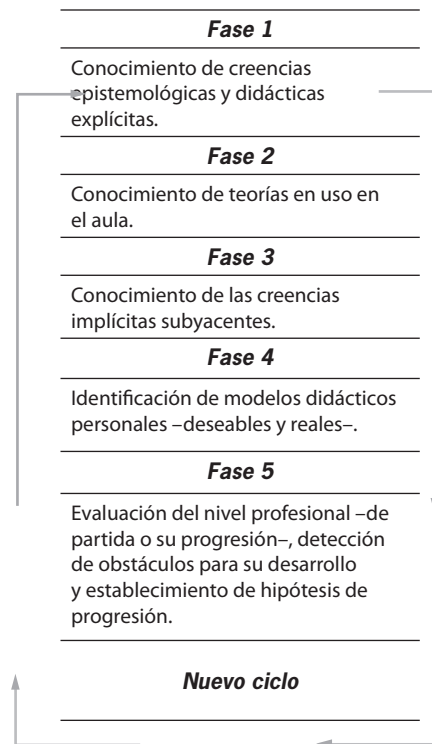 Fase 1
Conocimiento de creencias
epistemológicas y didácticas
explícitas.
Fase 2
Conocimiento de teorías en uso en
el aula.
Fase 3
Conocimiento de las creencias
implícitas subyacentes.
Fase 4
Identificación de modelos didácticos
personales –deseables y reales–.
Fase 5
Evaluación del nivel profesional –de
partida o su progresión–, detección
de obstáculos para su desarrollo
y establecimiento de hipótesis de
progresión.
Nuevo ciclo